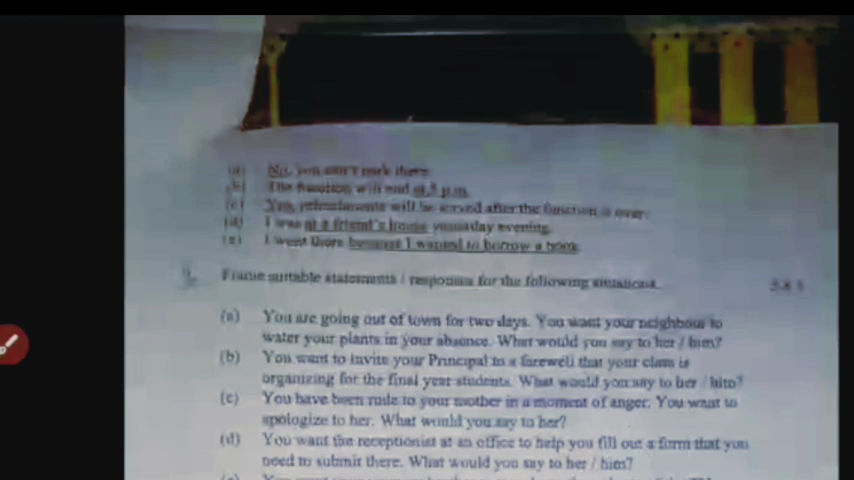 (a) No, you can't park there.
(b) The function will end at 5 p.m.
(c) Yes, refreshments will be served after the function is over.
(d) I was at a friend's house yesterday evening.
(e) I went there because I wanted to borrow a book.
9. Frame suitable statements / responses for the following situations.
(a) You are going out of town for two days. You want your neighbour to
water your plants in your absence. What would you say to her / him?
(b) You want to invite your Principal to a farewell that your class is
organizing for the final year students. What would you say to her / him?
(c) You have been rude to your mother in a moment of anger. You want to
apologize to her. What would you say to her?
(d) You want the receptionist at an office to help you fill out a form that you
need to submit there. What would you say to her / him?